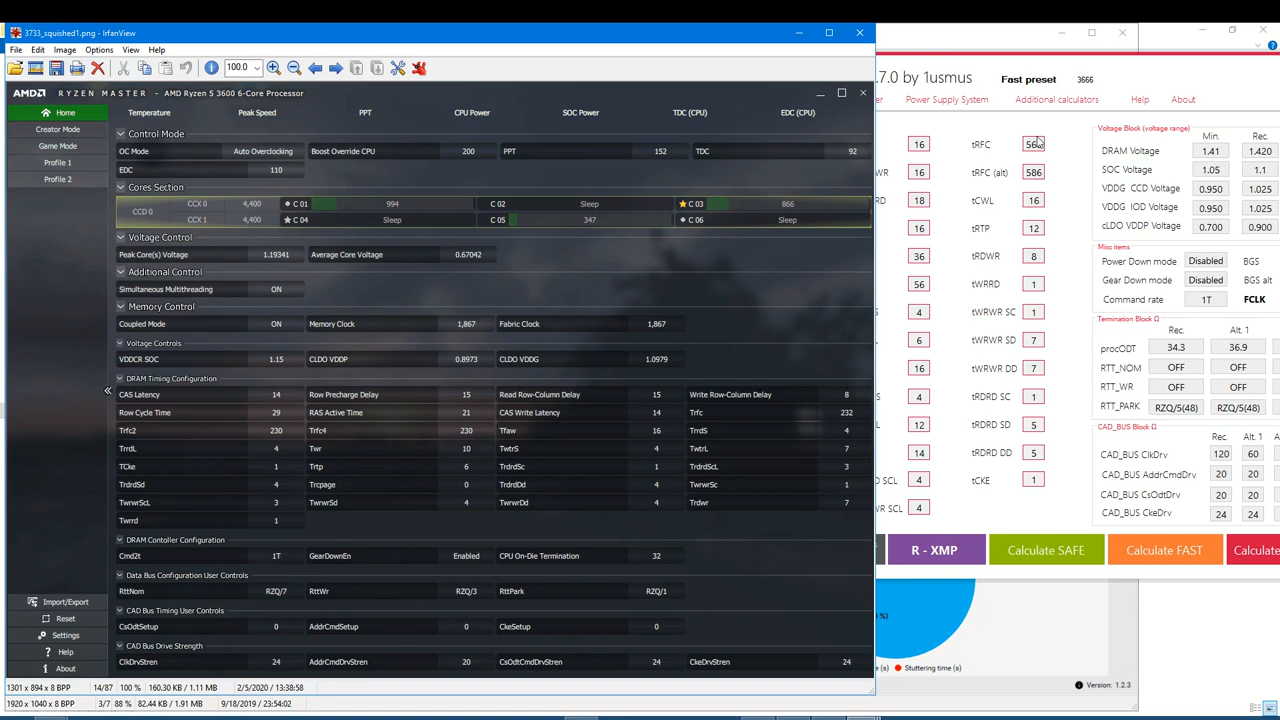 3733_squished1.png - IrfanView
File Edit Image Options View Help
100.0
AMD RYZEN MASTER - AMD Ryzen 5 3600 6-Core Processor
Home
Creator Mode
Game Mode
Profile 1
Profile 2
Import/Export
Reset
Settings
Help
About
Temperature Peak Speed PPT CPU Power SOC Power TDC (CPU) EDC (CPU)
Control Mode
OC Mode Auto Overclocking Boost Override CPU 200 PPT 152 TDC 92
EDC 110
Cores Section
CCD 0
CCX 0 4,400 C 01 994 C 02 Sleep C 03 866
CCX 1 4,400 C 04 Sleep C 05 347 C 06 Sleep
Voltage Control
Peak Core(s) Voltage 1.19341 Average Core Voltage 0.67042
Additional Control
Simultaneous Multithreading ON
Memory Control
Coupled Mode ON Memory Clock 1,867 Fabric Clock 1,867
Voltage Controls
VDDCR SOC 1.15 CLDO VDDP 0.8973 CLDO VDDG 1.0979
DRAM Timing Configuration
CAS Latency 14 Row Precharge Delay 15 Read Row-Column Delay 15 Write Row-Column Delay 8
Row Cycle Time 29 RAS Active Time 21 CAS Write Latency 14 Trfc 232
Trfc2 230 Trfc4 230 Tfaw 16 TrrdS 4
TrrdL 4 Twr 10 TwtrS 4 TwtrL 7
TCke 1 Trtp 6 TrdrdSc 1 TrdrdScL 3
TrdrdSd 4 Trcpage 0 TrdrdDd 4 TwrwrSc 1
TwrwrScL 3 TwrwrSd 4 TwrwrDd 4 Trdwr 7
Twrrd 1
DRAM Contoller Configuration
Cmd2t 1T GearDownEn Enabled CPU On-Die Termination 32
Data Bus Configuration User Controls
RttNom RZQ/7 RttWr RZQ/3 RttPark RZQ/1
CAD Bus Timing User Controls
CsOdtSetup 0 AddrCmdSetup 0 CkeSetup 0
CAD Bus Drive Strength
ClkDrvStren 24 AddrCmdDrvStren 20 CsOdtCmdDrvStren 24 CkeDrvStren 24
1301 x 894 x 8 BPP 14/87 100 % 160.30 KB / 1.11 MB 2/5/2020 / 13:38:58
1920 x 1040 x 8 BPP 3/7 88 % 82.44 KB / 1.91 MB 9/18/2019 / 23:54:02
.7.0 by 1usmus Fast preset 3666
er Power Supply System Additional calculators Help About
16 tRFC
WR 16 tRFC (alt) 586
RD 18 tCWL 16
16 tRTP 12
36 tRDWR 8
56 tWRRD 1
S 4 tWRWR SC 1
6 tWRWR SD 7
16 tWRWR DD 7
4 tRDRD SC 1
L 12 tRDRD SD 5
14 tRDRD DD 5
D SCL 4 tCKE 1
VR SCL 4
Voltage Block (voltage range)
Min. Rec.
DRAM Voltage 1.41 1.420
SOC Voltage 1.05 1.1
VDDG CCD Voltage 0.950 1.025
VDDG IOD Voltage 0.950 1.025
cLDO VDDP Voltage 0.700 0.900
Misc items
Power Down mode Disabled BGS
Gear Down mode Disabled BGS alt
Command rate 1T FCLK
Termination Block Ω
Rec. Alt. 1
procODT 34.3 36.9
RTT_NOM OFF OFF
RTT_WR OFF OFF
RTT_PARK RZQ/5(48) RZQ/5(48)
CAD_BUS Block Ω
Rec. Alt. 1
CAD_BUS ClkDrv 120 60
CAD_BUS AddrCmdDrv 20 20
CAD_BUS CsOdtDrv 20 20
CAD_BUS CkeDrv 24 24
R - XMP Calculate SAFE Calculate FAST Calculate
%)
e (s) Stuttering time (s)
Version: 1.2.3